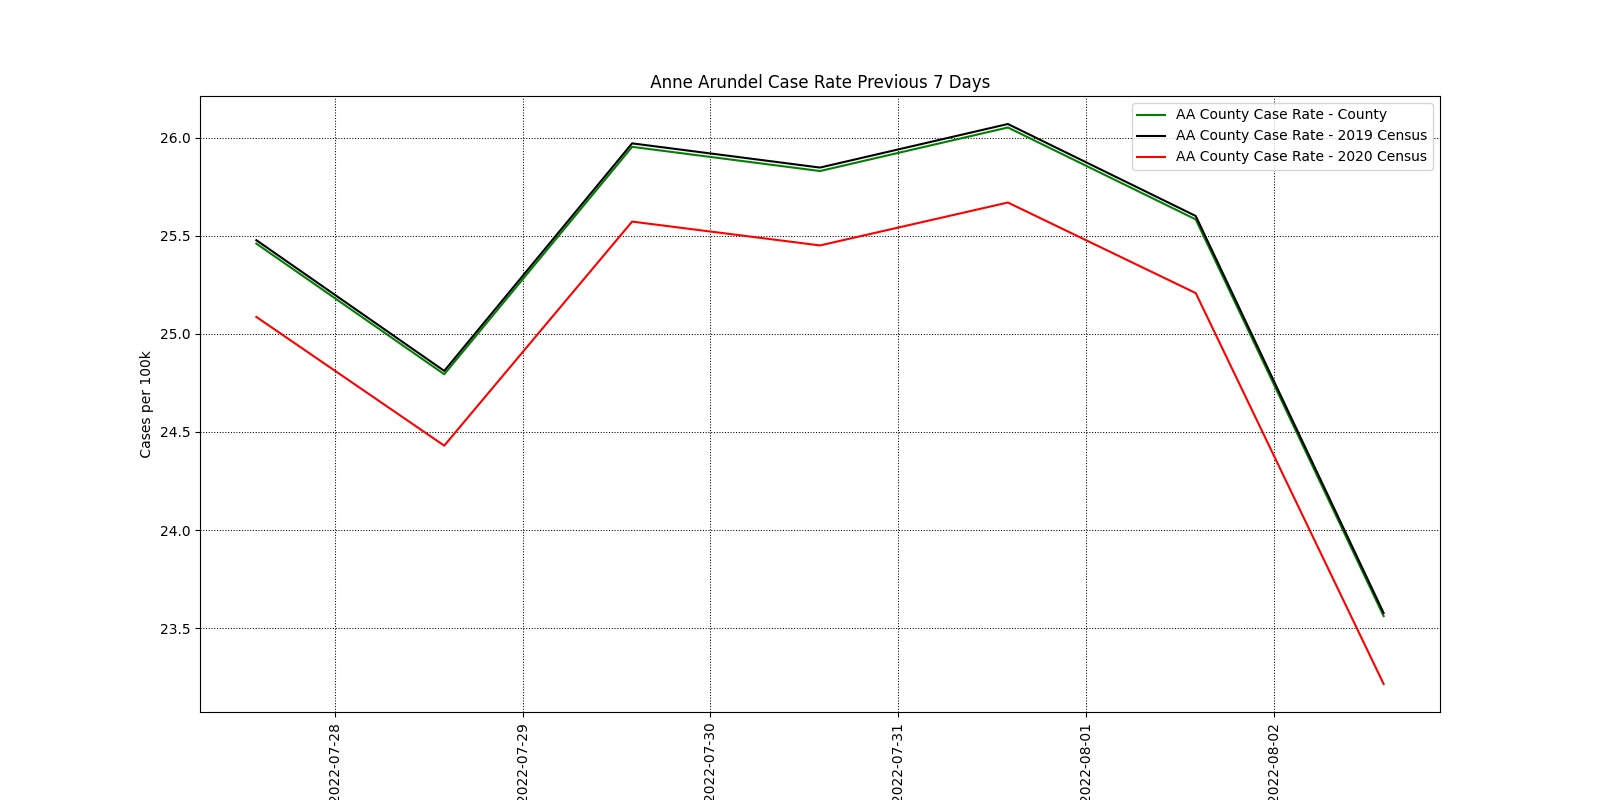 Anne Arundel Case Rate Previous 7 Days
AA County Case Rate - County
AA County Case Rate - 2019 Census
AA County Case Rate - 2020 Census
Cases per 100k
26.0
25.5
25.0
24.5
24.0
23.5
2022-07-28
2022-07-29
2022-07-30
2022-07-31
2022-08-01
2022-08-02